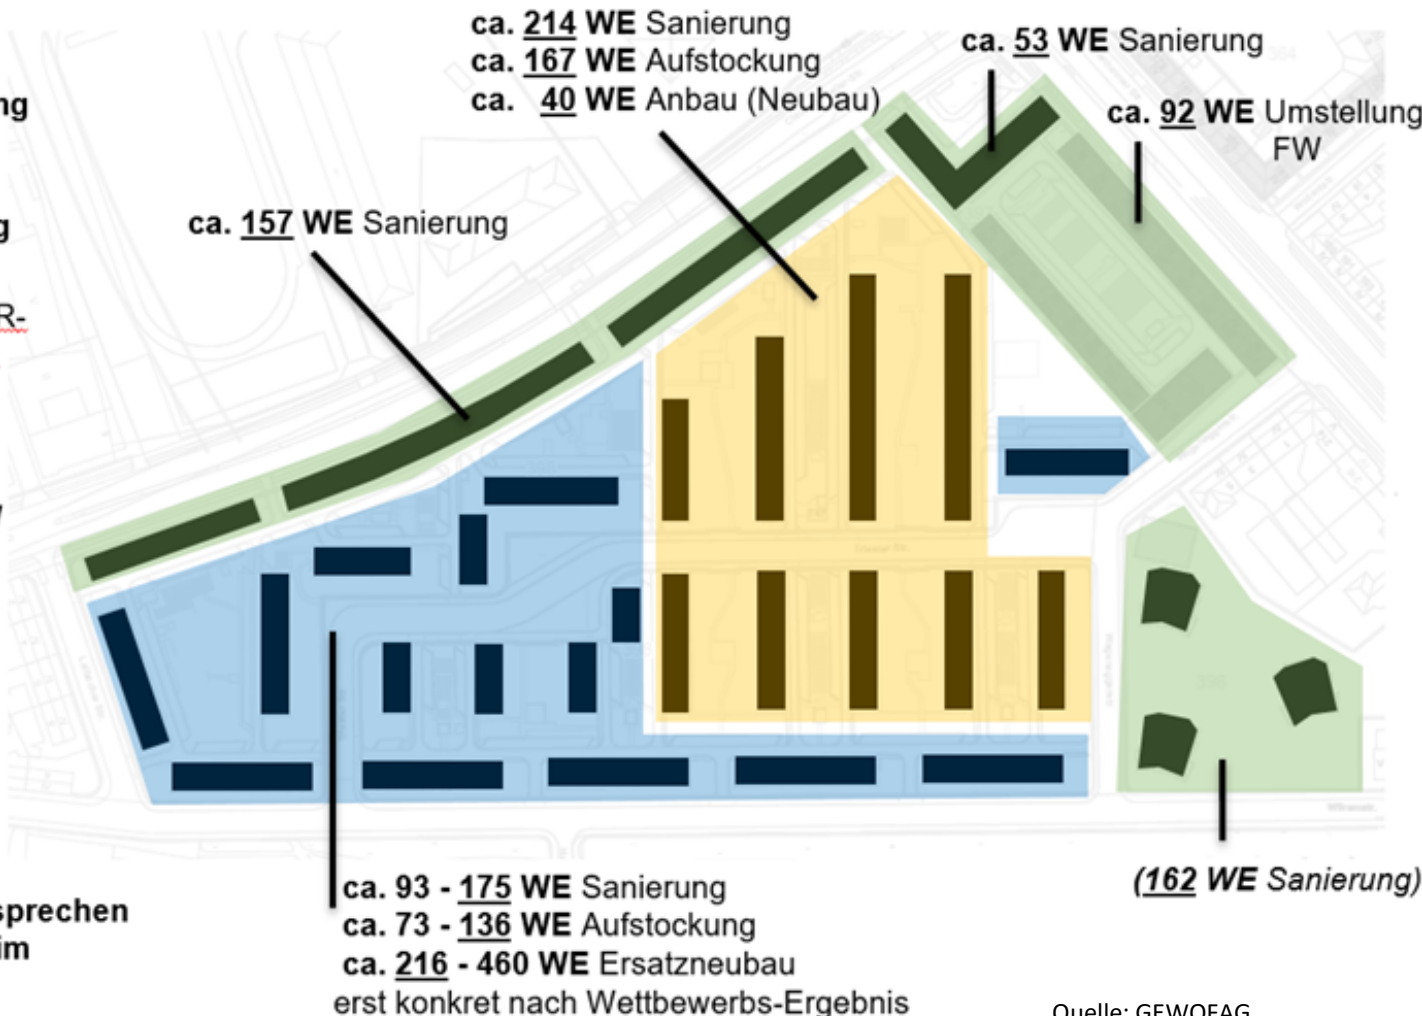 ca. 214 WE Sanierung
ca. 167 WE Aufstockung
ca. 40 WE Anbau (Neubau)
ca. 53 WE Sanierung
ca. 92 WE Umstellung
FW
ng
g
ca. 157 WE Sanierung
R-
(162 WE Sanierung)
ca. 93 - 175 WE Sanierung
ca. 73 - 136 WE Aufstockung
ca. 216 - 460 WE Ersatzneubau
erst konkret nach Wettbewerbs-Ergebnis
sprechen
im
Quelle: GEWOFAG